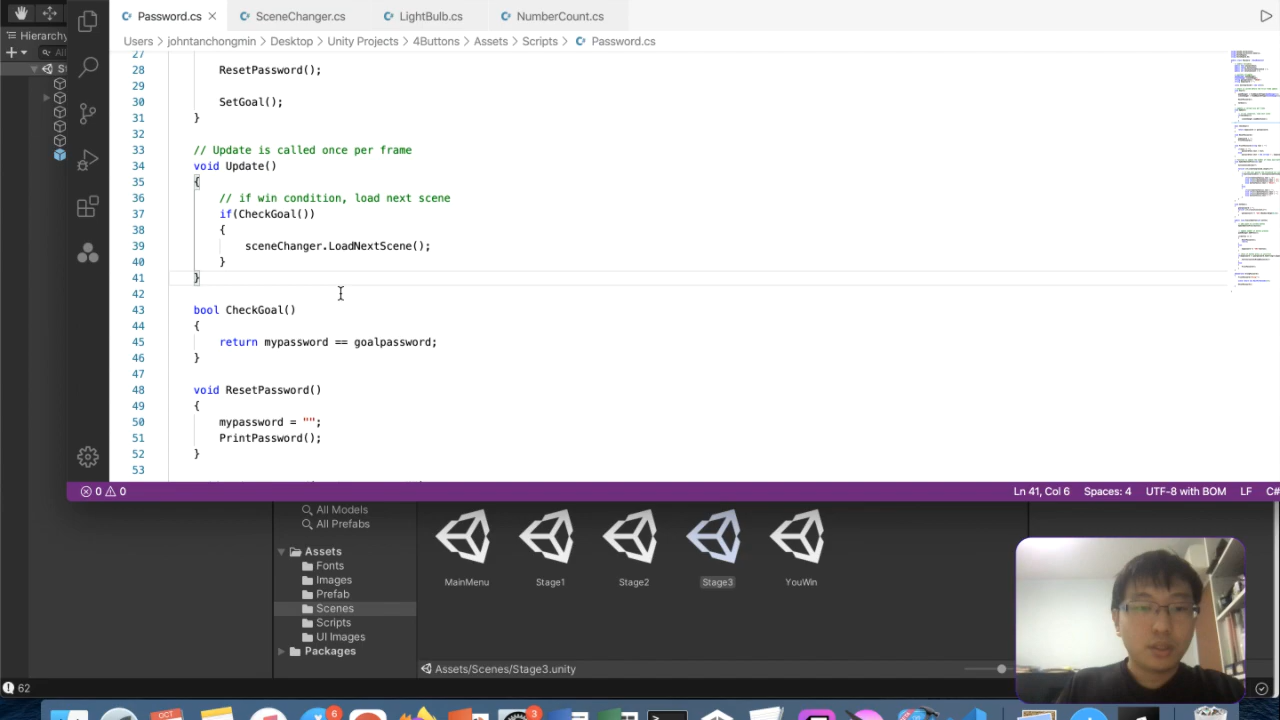 Password.cs
SceneChanger.cs
LightBulb.cs
NumberCount.cs
Hierarchy
Users > johntanchongmin > Desktop > Unity Projects > 4Buttons > Assets > Scripts > Password.cs
All
27
28 ResetPassword();
29
30 SetGoal();
31 }
32
33 // Update is called once per frame
34 void Update()
35 {
36 // if win condition, load next scene
37 if(CheckGoal())
38
39 sceneChanger.LoadNextScene();
40 }
41 }
42
43 bool CheckGoal()
44 {
45 return mypassword == goalpassword;
46 }
47
48 void ResetPassword()
49 {
50 mypassword = "";
51 PrintPassword();
52 }
53
0 0
Ln 41, Col 6 Spaces: 4 UTF-8 with BOM LF C#
All Models
All Prefabs
Assets
Fonts
Images
Prefab
Scenes
Scripts
UI Images
Packages
MainMenu
Stage1
Stage2
Stage3
YouWin
Assets/Scenes/Stage3.unity
62
OCT
6
3